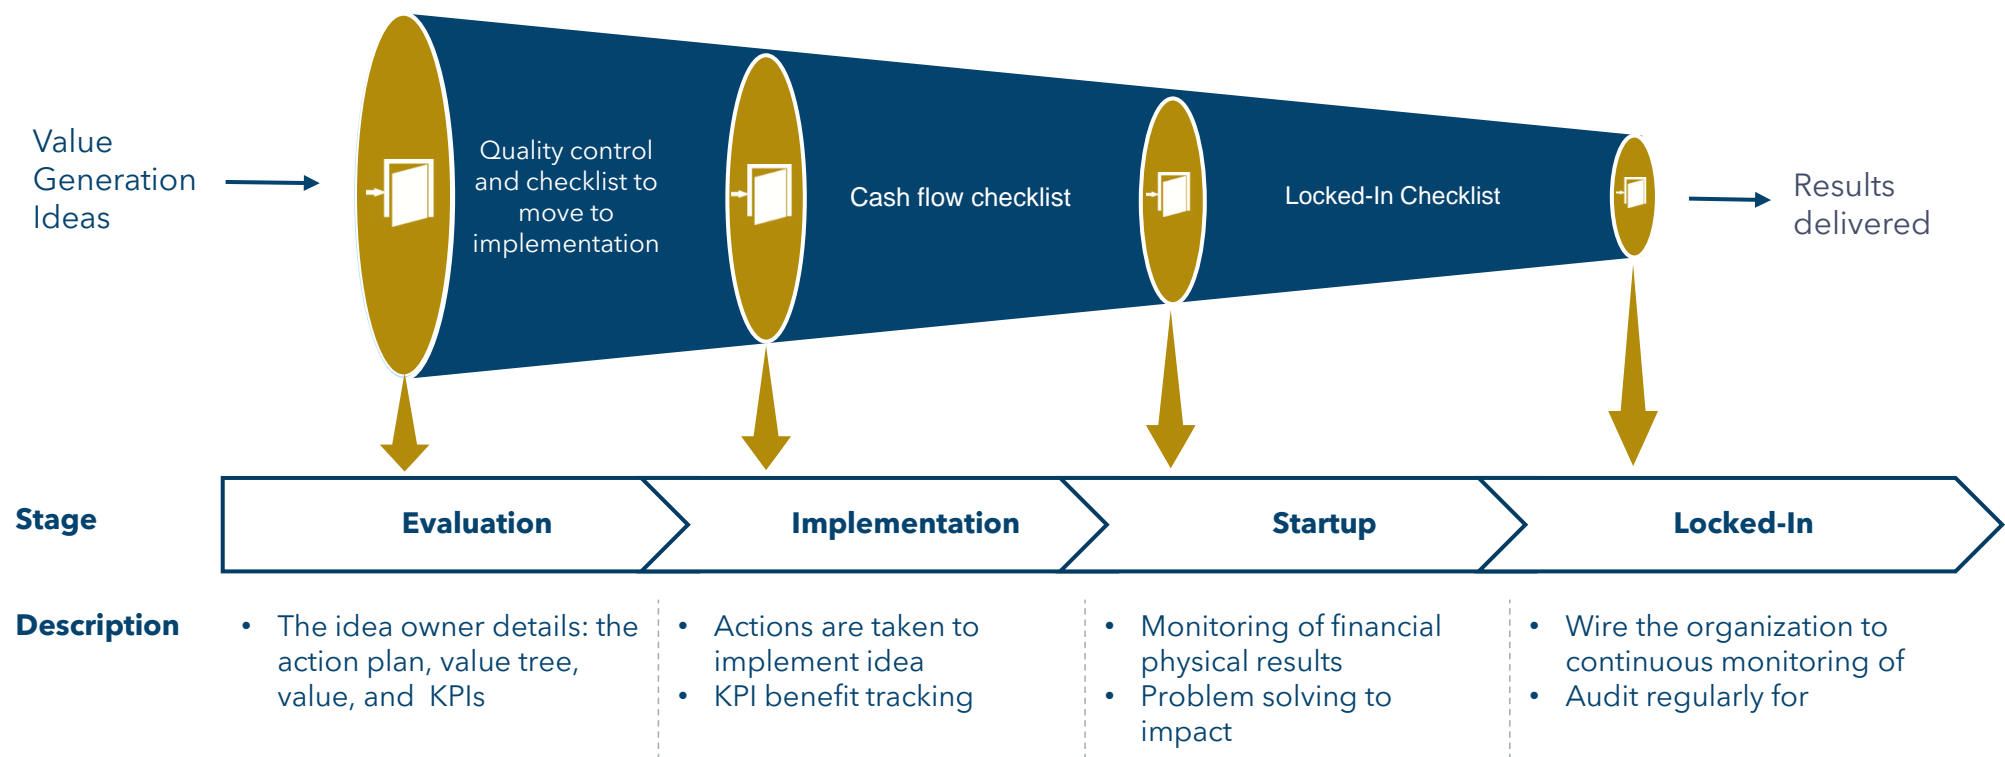 Value
Generation
Ideas
Quality control
and checklist to
move to
implementation
Cash flow checklist
Locked-In Checklist
Results
delivered
Stage
Evaluation
Implementation
Startup
Locked-In
Description
• The idea owner details: the
action plan, value tree,
value, and KPIs
• Actions are taken to
implement idea
• KPI benefit tracking
• Monitoring of financial
physical results
• Problem solving to
impact
• Wire the organization to
continuous monitoring of
• Audit regularly for